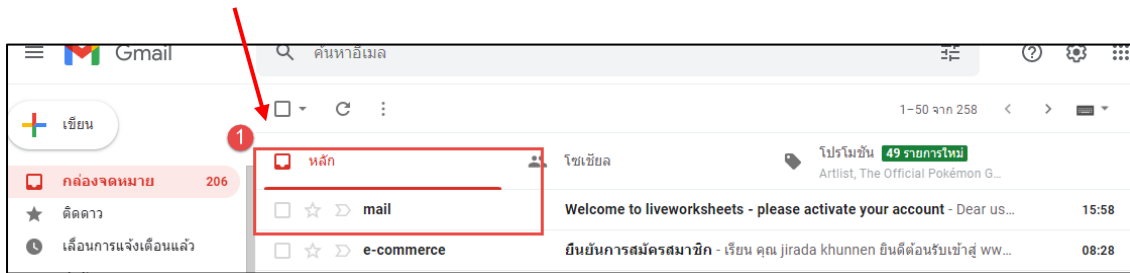 Gmail
ค้นหาอีเมล
เขียน
1–50 จาก 258
1
หลัก
โซเชียล
โปรโมชัน 49 รายการใหม่
Artlist, The Official Pokémon G...
กล่องจดหมาย 206
mail Welcome to liveworksheets - please activate your account - Dear us... 15:58
ติดดาว
เลื่อนการแจ้งเตือนแล้ว
e-commerce ยืนยันการสมัครสมาชิก - เรียน คุณ jirada khunnen ยินดีต้อนรับเข้าสู่ ww... 08:28